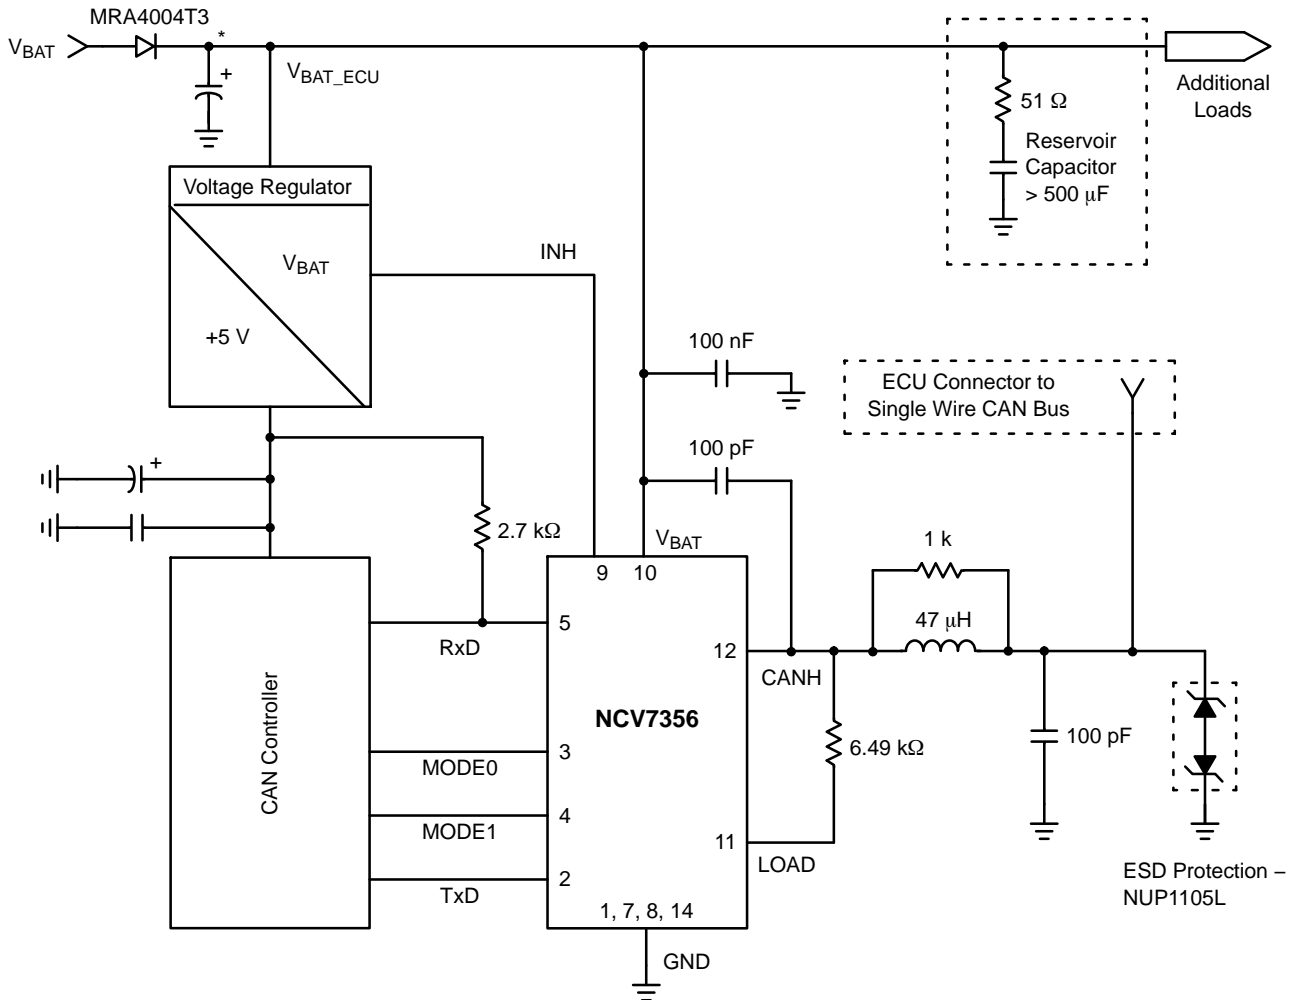 MRA4004T3
V_BAT
*
+
V_BAT_ECU
51 Ω
Reservoir
Capacitor
> 500 μF
Additional
Loads
Voltage Regulator
V_BAT
+5 V
INH
100 nF
ECU Connector to
Single Wire CAN Bus
100 pF
+
2.7 kΩ
V_BAT
9
10
1 k
47 μH
RxD
5
12
CANH
CAN Controller
NCV7356
6.49 kΩ
100 pF
MODE0
3
MODE1
4
11
LOAD
TxD
2
1, 7, 8, 14
GND
ESD Protection –
NUP1105L